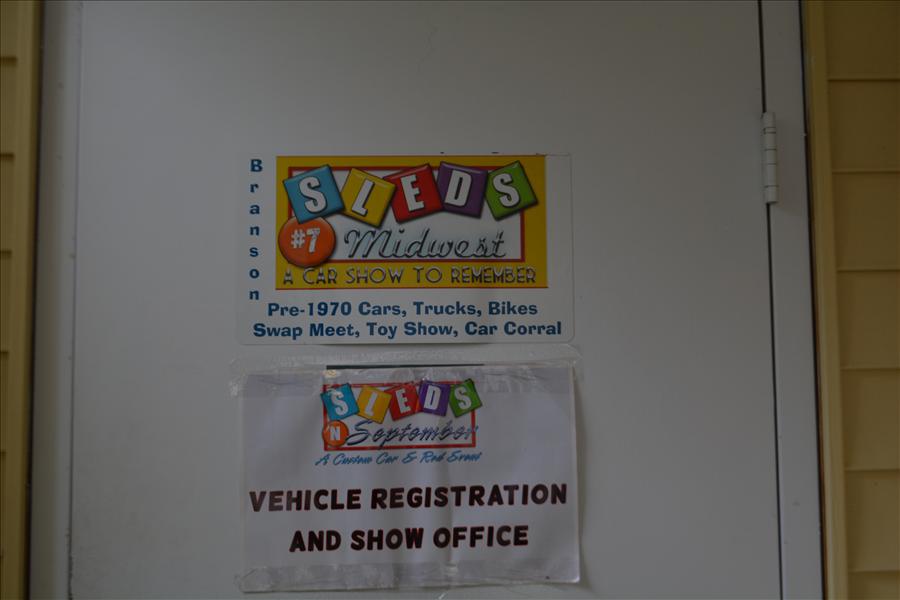 Branson
SLEDS
#7 Midwest
A CAR SHOW TO REMEMBER
Pre-1970 Cars, Trucks, Bikes
Swap Meet, Toy Show, Car Corral
SLEDS
N September
A Custom Car & Rod Event
VEHICLE REGISTRATION
AND SHOW OFFICE